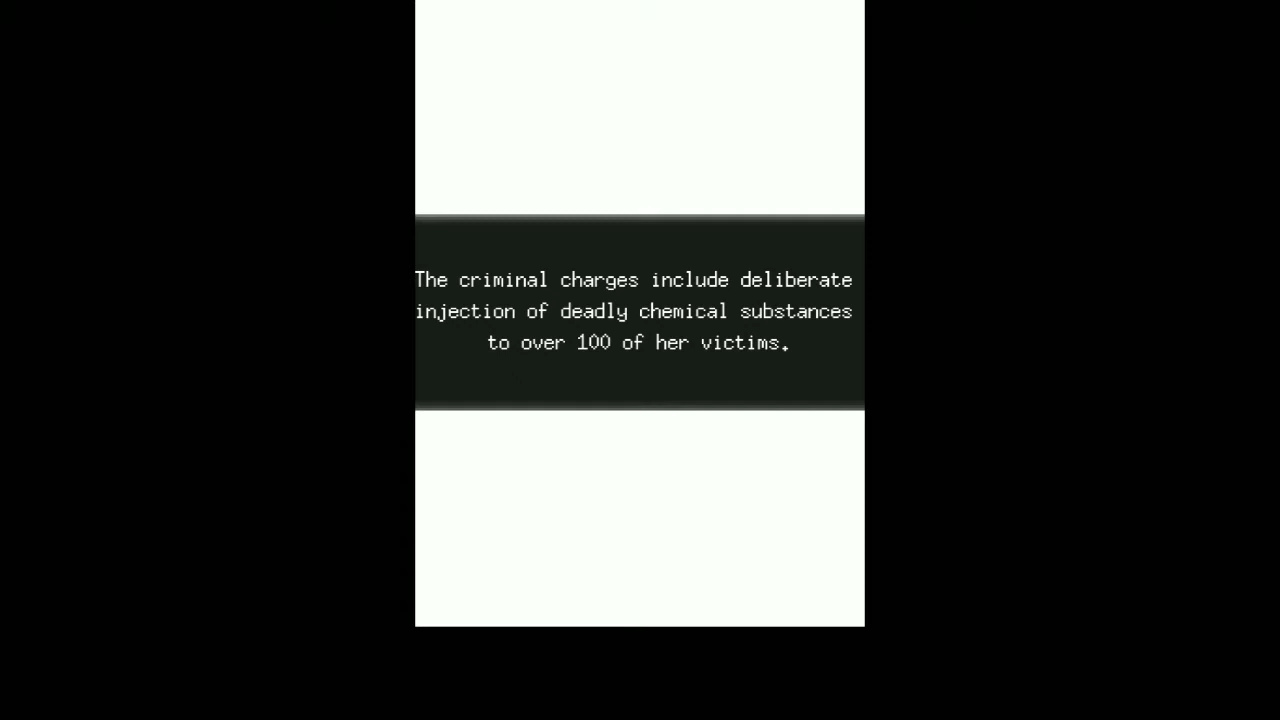 The criminal charges include deliberate
injection of deadly chemical substances
to over 100 of her victims.